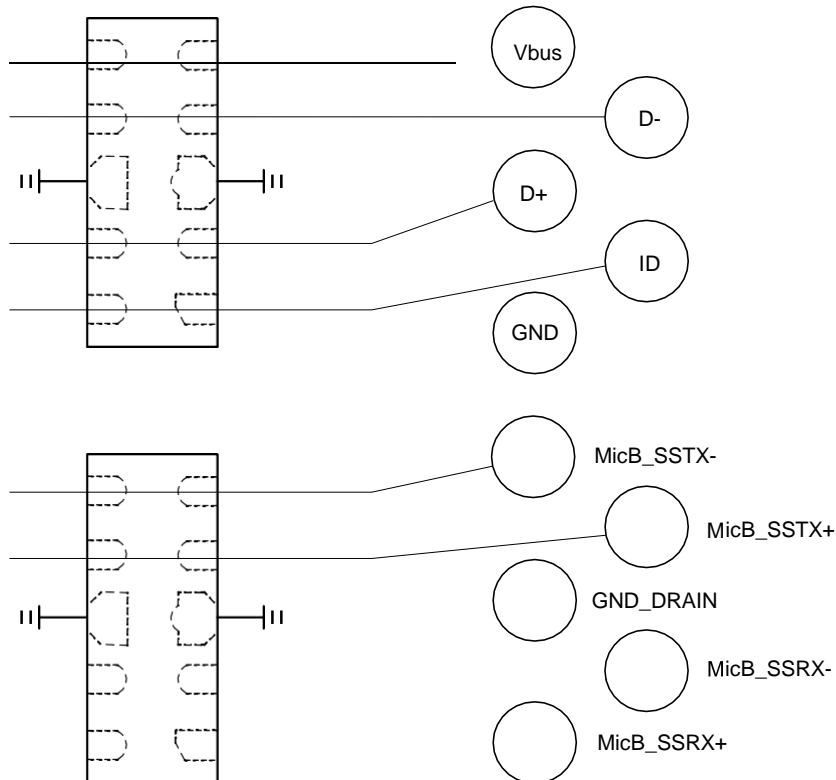 Vbus
D-
D+
ID
GND
MicB_SSTX-
MicB_SSTX+
GND_DRAIN
MicB_SSRX-
MicB_SSRX+